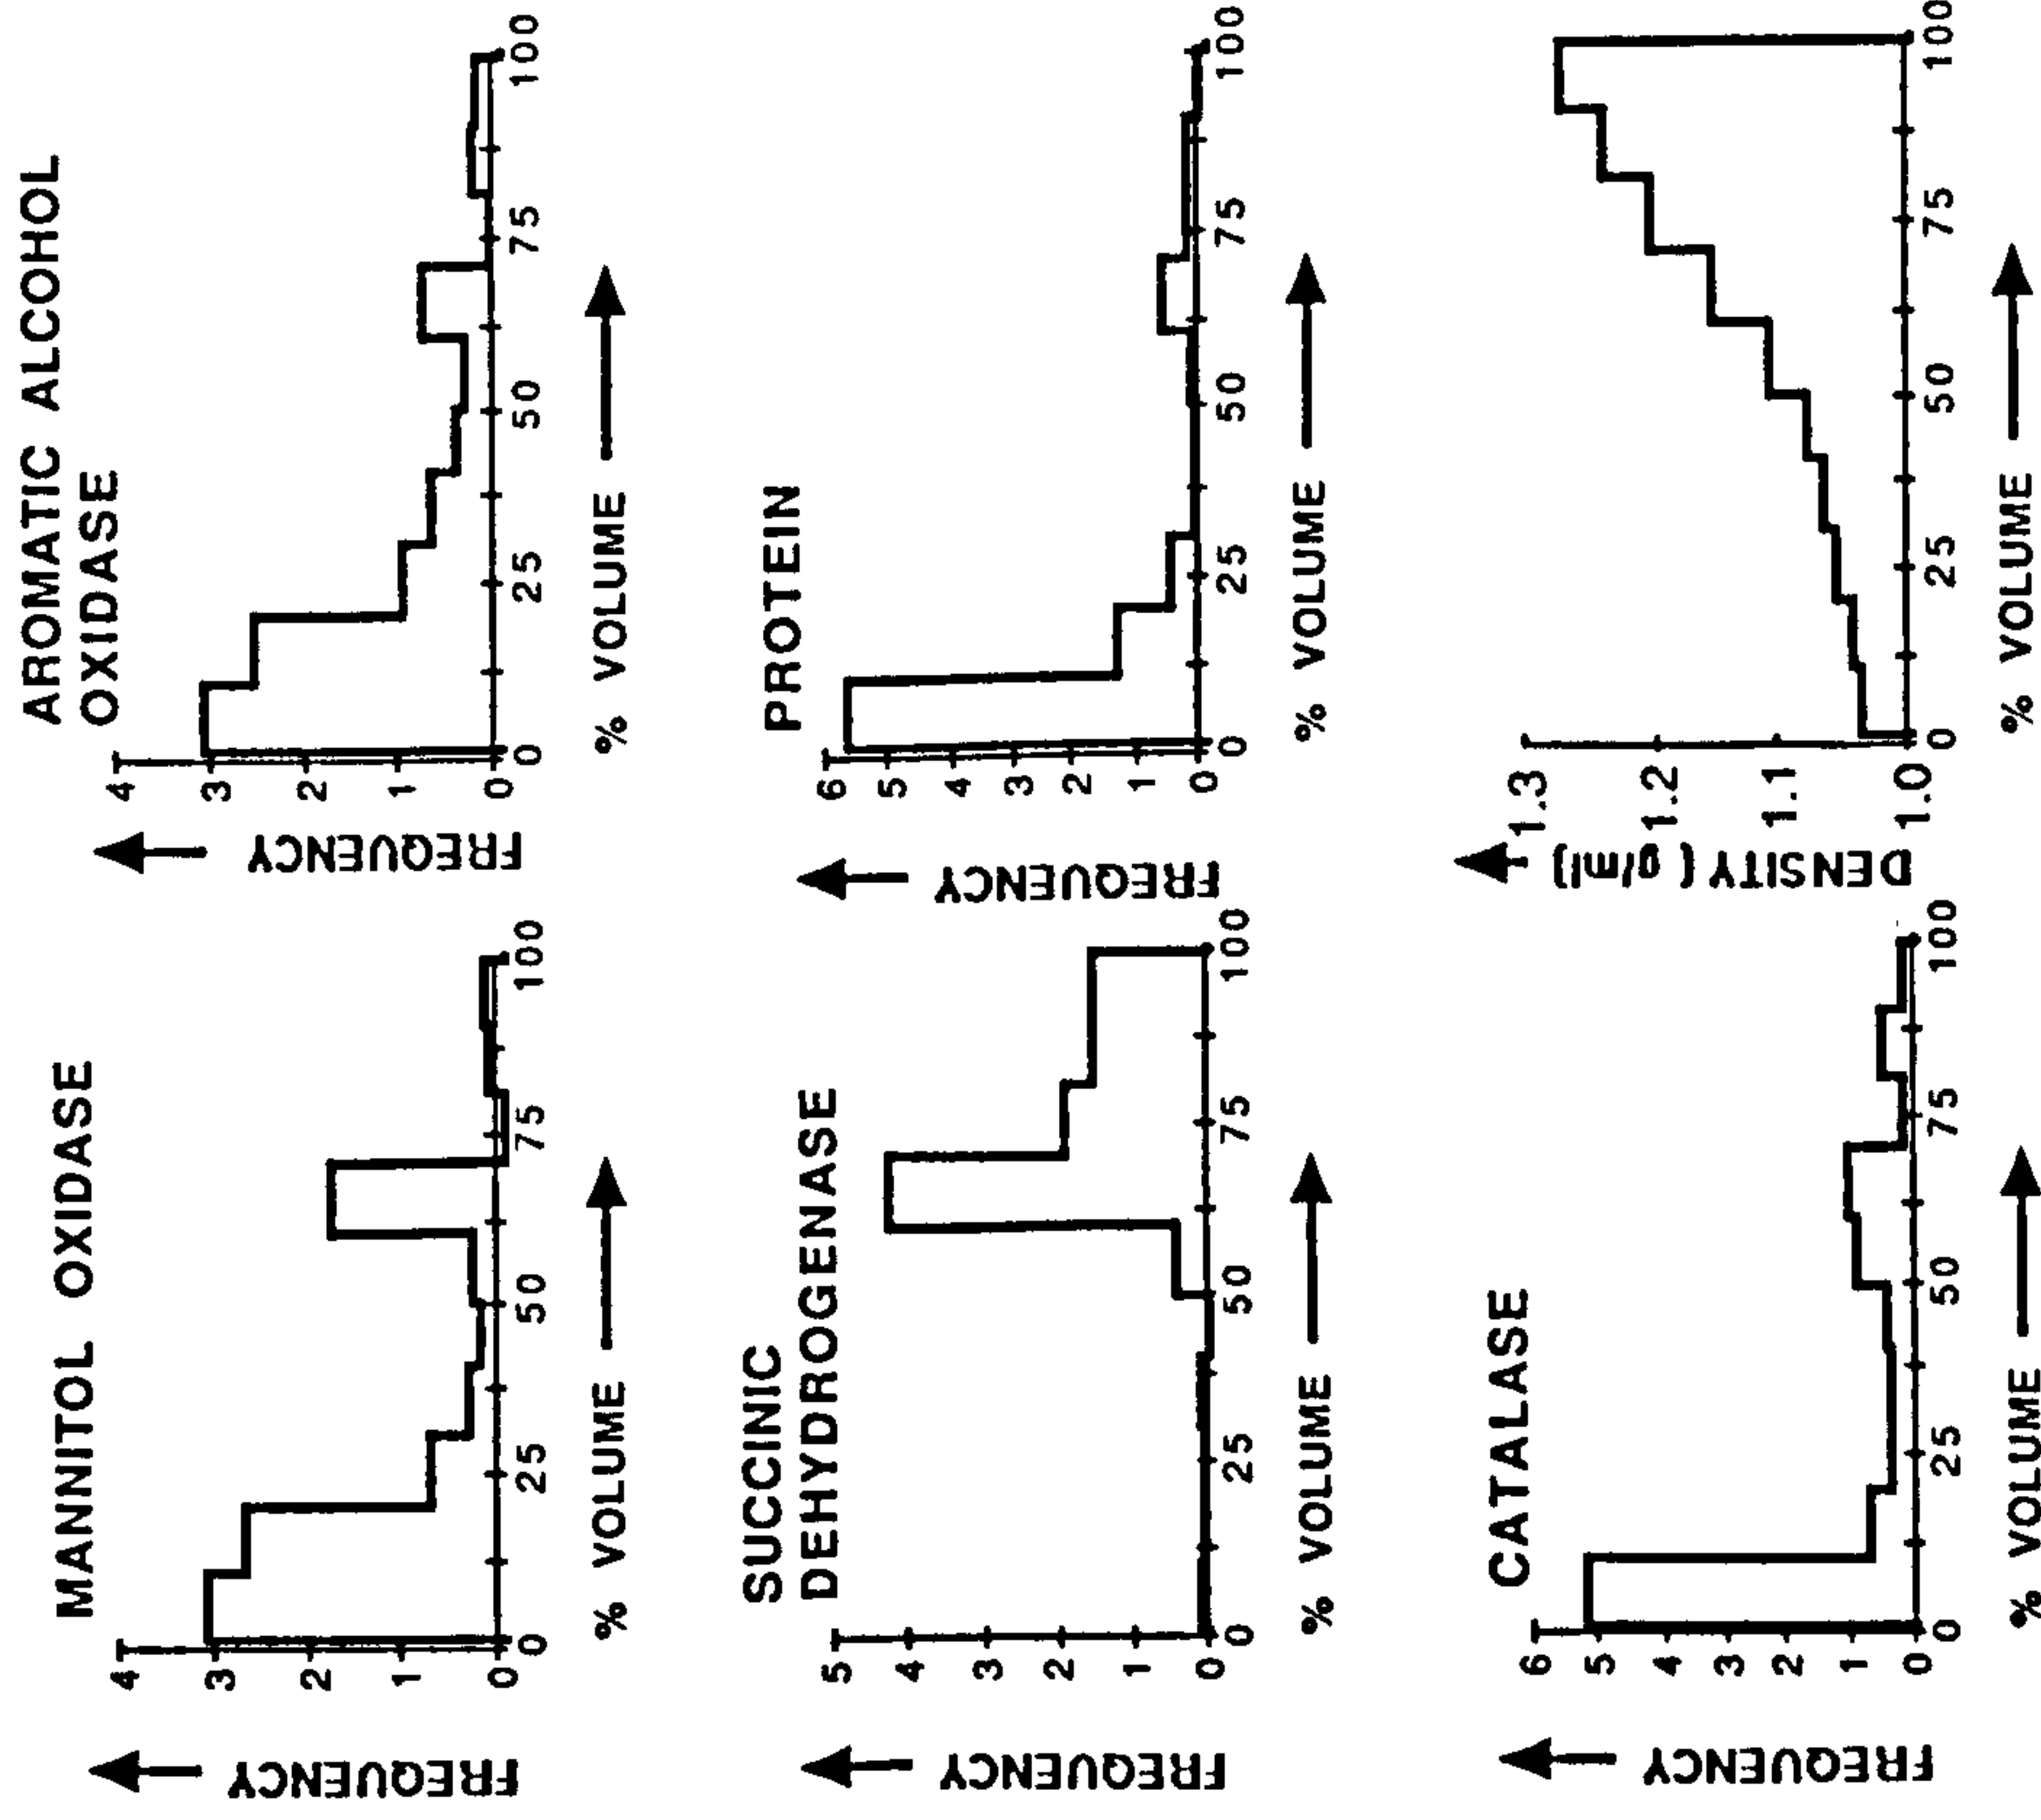 MANNITOL OXIDASE
FREQUENCY
4
3
2
1
0
0 25 50 75 100
% VOLUME
AROMATIC ALCOHOL
OXIDASE
FREQUENCY
4
3
2
1
0
0 25 50 75 100
% VOLUME
SUCCINIC
DEHYDROGENASE
FREQUENCY
5
4
3
2
1
0
0 25 50 75 100
% VOLUME
PROTEIN
FREQUENCY
6
5
4
3
2
1
0
0 25 50 75 100
% VOLUME
CATALASE
FREQUENCY
6
5
4
3
2
1
0
0 25 50 75 100
% VOLUME
DENSITY (g/ml)
1.3
1.2
1.1
1.0
0 25 50 75 100
% VOLUME